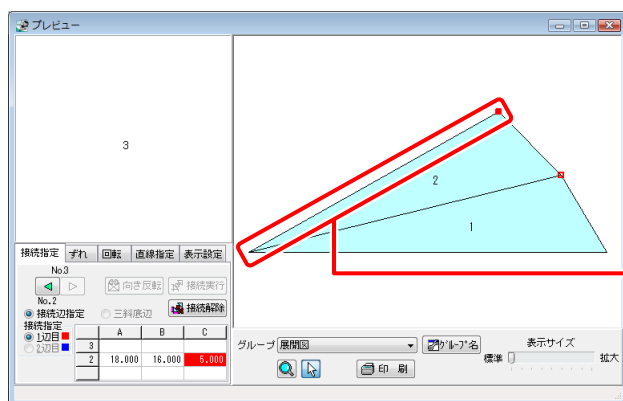 プレビュー
3
2
1
接続指定 ずれ 回転 直線指定 表示設定
No.3
向き反転 接続実行
No.2
接続辺指定 三斜底辺 接続解除
接続指定
1辺目
2辺目
A B C
3
2 18.000 16.000 5.000
グループ 展開図 グループ名 表示サイズ
標準 拡大
印 刷